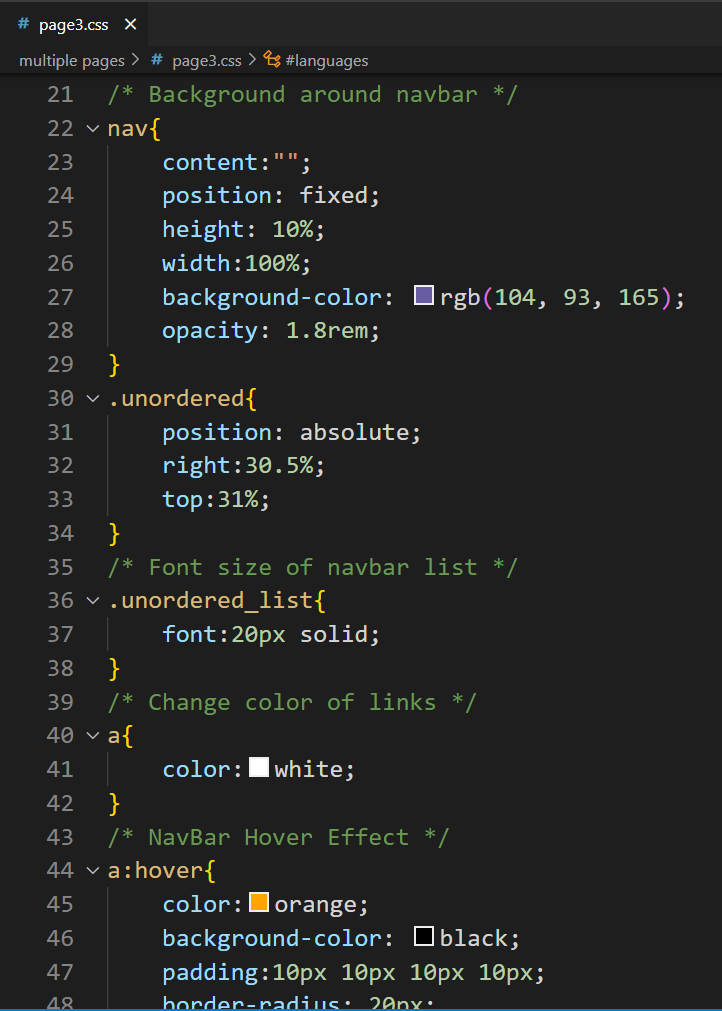 # page3.css ×
multiple pages > # page3.css > #languages
21 /* Background around navbar */
22 nav{
23 content:"";
24 position: fixed;
25 height: 10%;
26 width:100%;
27 background-color: rgb(104, 93, 165);
28 opacity: 1.8rem;
29 }
30 .unordered{
31 position: absolute;
32 right:30.5%;
33 top:31%;
34 }
35 /* Font size of navbar list */
36 .unordered_list{
37 font:20px solid;
38 }
39 /* Change color of links */
40 a{
41 color:white;
42 }
43 /* NavBar Hover Effect */
44 a:hover{
45 color:orange;
46 background-color: black;
47 padding:10px 10px 10px 10px;
48 border-radius: 20px;